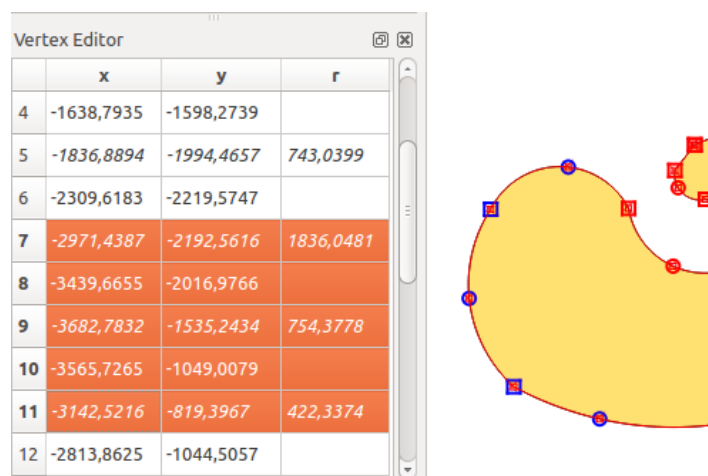 Vertex Editor
x y r
4 -1638,7935 -1598,2739
5 -1836,8894 -1994,4657 743,0399
6 -2309,6183 -2219,5747
7 -2971,4387 -2192,5616 1836,0481
8 -3439,6655 -2016,9766
9 -3682,7832 -1535,2434 754,3778
10 -3565,7265 -1049,0079
11 -3142,5216 -819,3967 422,3374
12 -2813,8625 -1044,5057